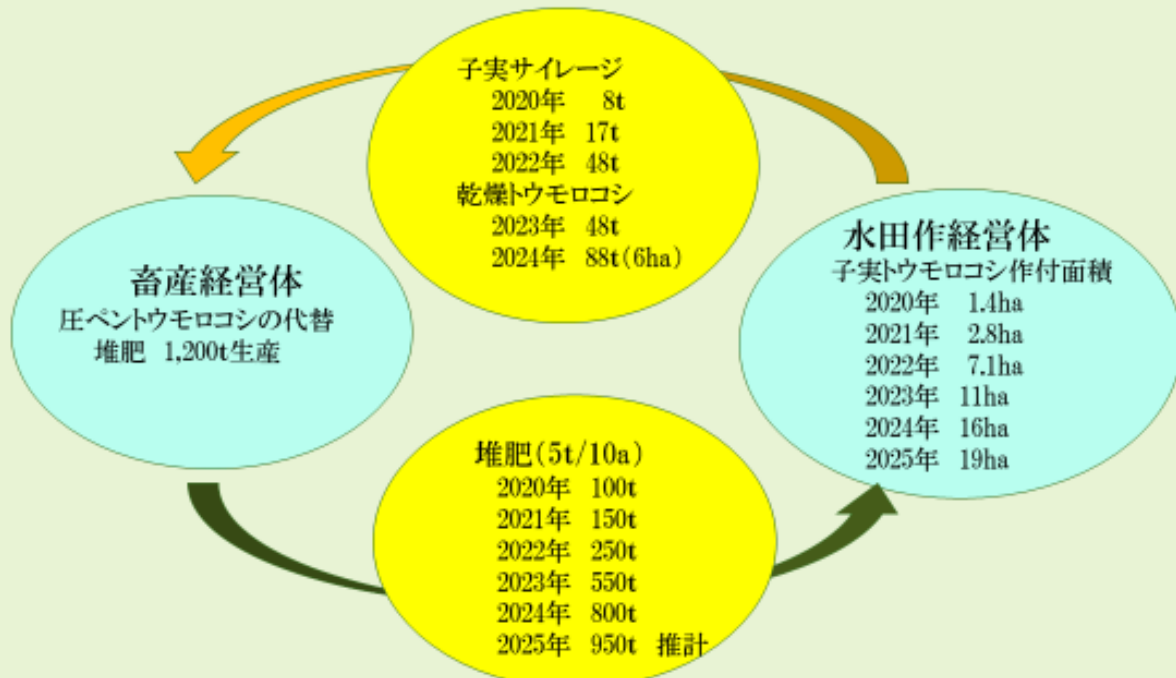 子実サイレージ
2020年 8t
2021年 17t
2022年 48t
乾燥トウモロコシ
2023年 48t
2024年 88t(6ha)
畜産経営体
圧ペントウモロコシの代替
堆肥 1,200t生産
水田作経営体
子実トウモロコシ作付面積
2020年 1.4ha
2021年 2.8ha
2022年 7.1ha
2023年 11ha
2024年 16ha
2025年 19ha
堆肥(5t/10a)
2020年 100t
2021年 150t
2022年 250t
2023年 550t
2024年 800t
2025年 950t 推計